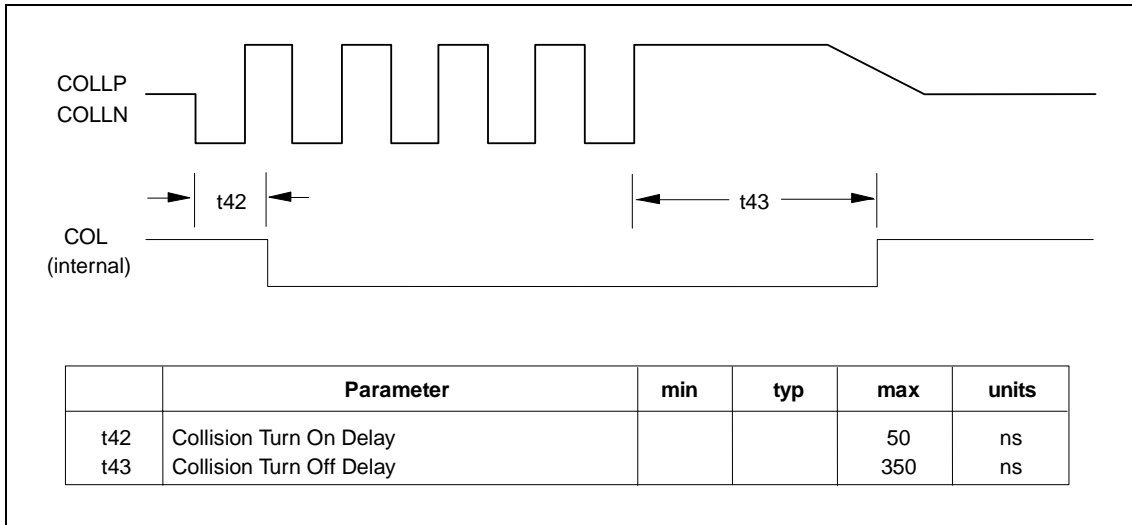 COLLP
COLLN
t42
t43
COL
(internal)
Parameter min typ max units
t42 Collision Turn On Delay 50 ns
t43 Collision Turn Off Delay 350 ns